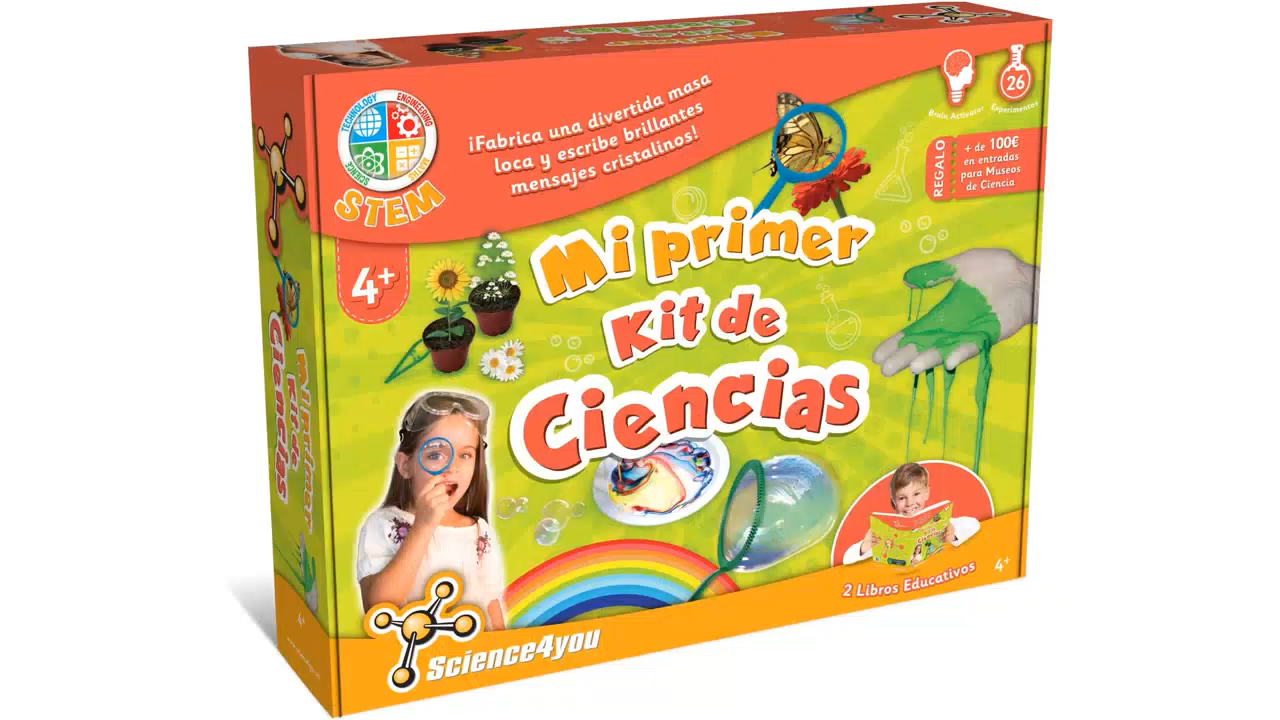 TECHNOLOGY
ENGINEERING
SCIENCE
MATHS
STEM
¡Fabrica una divertida masa
loca y escribe brillantes
mensajes cristalinos!
Brain Activator
26
Experimentos
REGALO
+ de 100€
en entradas
para Museos
de Ciencia
4+
Mi primer
Kit de
Ciencias
2 Libros Educativos
4+
Science4you
Mi primer
Kit de
Ciencias
4+